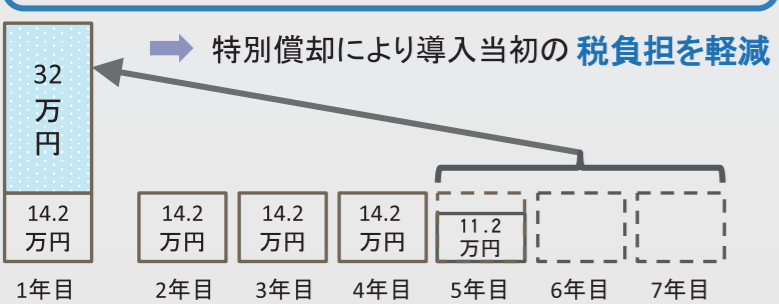 特別償却により導入当初の 税負担を軽減
32
万
円
14.2
万円
14.2
万円
14.2
万円
14.2
万円
11.2
万円
1年目
2年目
3年目
4年目
5年目
6年目
7年目